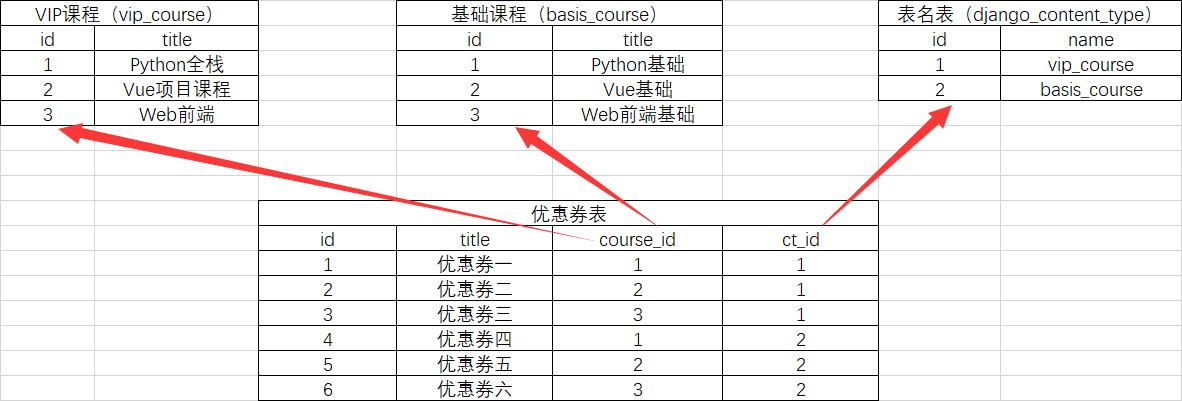 VIP课程（vip_course） 基础课程（basis_course） 表名表（django_content_type）
id title id title id name
1 Python全栈 1 Python基础 1 vip_course
2 Vue项目课程 2 Vue基础 2 basis_course
3 Web前端 3 Web前端基础
优惠券表
id title course_id ct_id
1 优惠券一 1 1
2 优惠券二 2 1
3 优惠券三 3 1
4 优惠券四 1 2
5 优惠券五 2 2
6 优惠券六 3 2